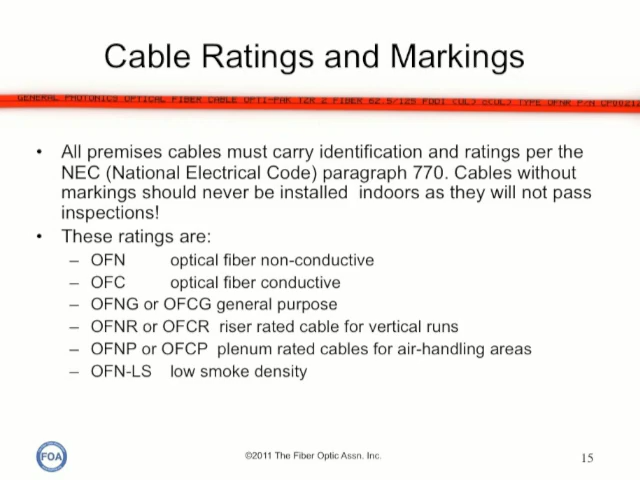 Cable Ratings and Markings
GENERAL PHOTONICS OPTICAL FIBER CABLE OPTI-PAK 12R 2 FIBER 62.5/125 FDDI (UL) c(UL) TYPE OFNR P/N
• All premises cables must carry identification and ratings per the
NEC (National Electrical Code) paragraph 770. Cables without
markings should never be installed indoors as they will not pass
inspections!
• These ratings are:
– OFN optical fiber non-conductive
– OFC optical fiber conductive
– OFNG or OFCG general purpose
– OFNR or OFCR riser rated cable for vertical runs
– OFNP or OFCP plenum rated cables for air-handling areas
– OFN-LS low smoke density
FOA
©2011 The Fiber Optic Assn. Inc.
15